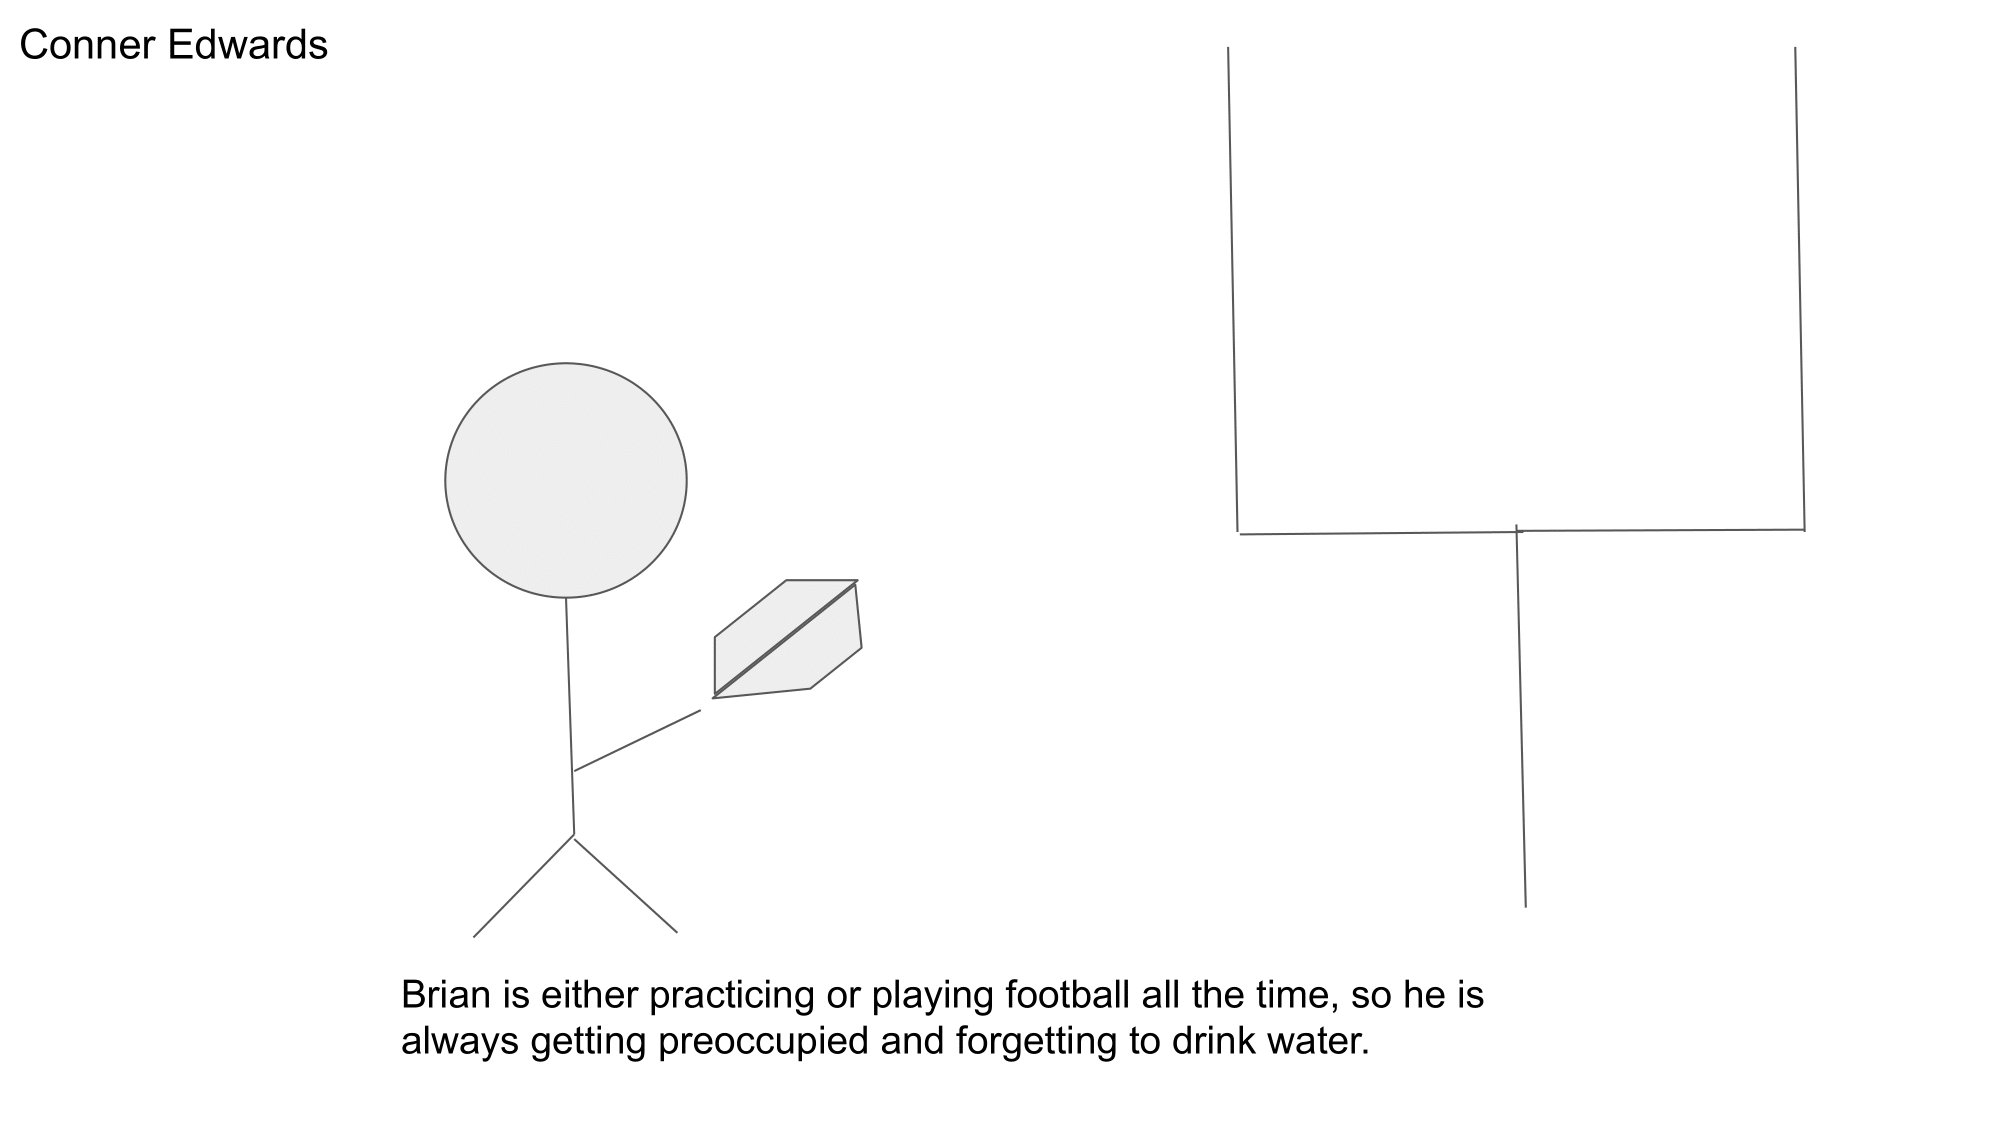 Conner Edwards
Brian is either practicing or playing football all the time, so he is
always getting preoccupied and forgetting to drink water.